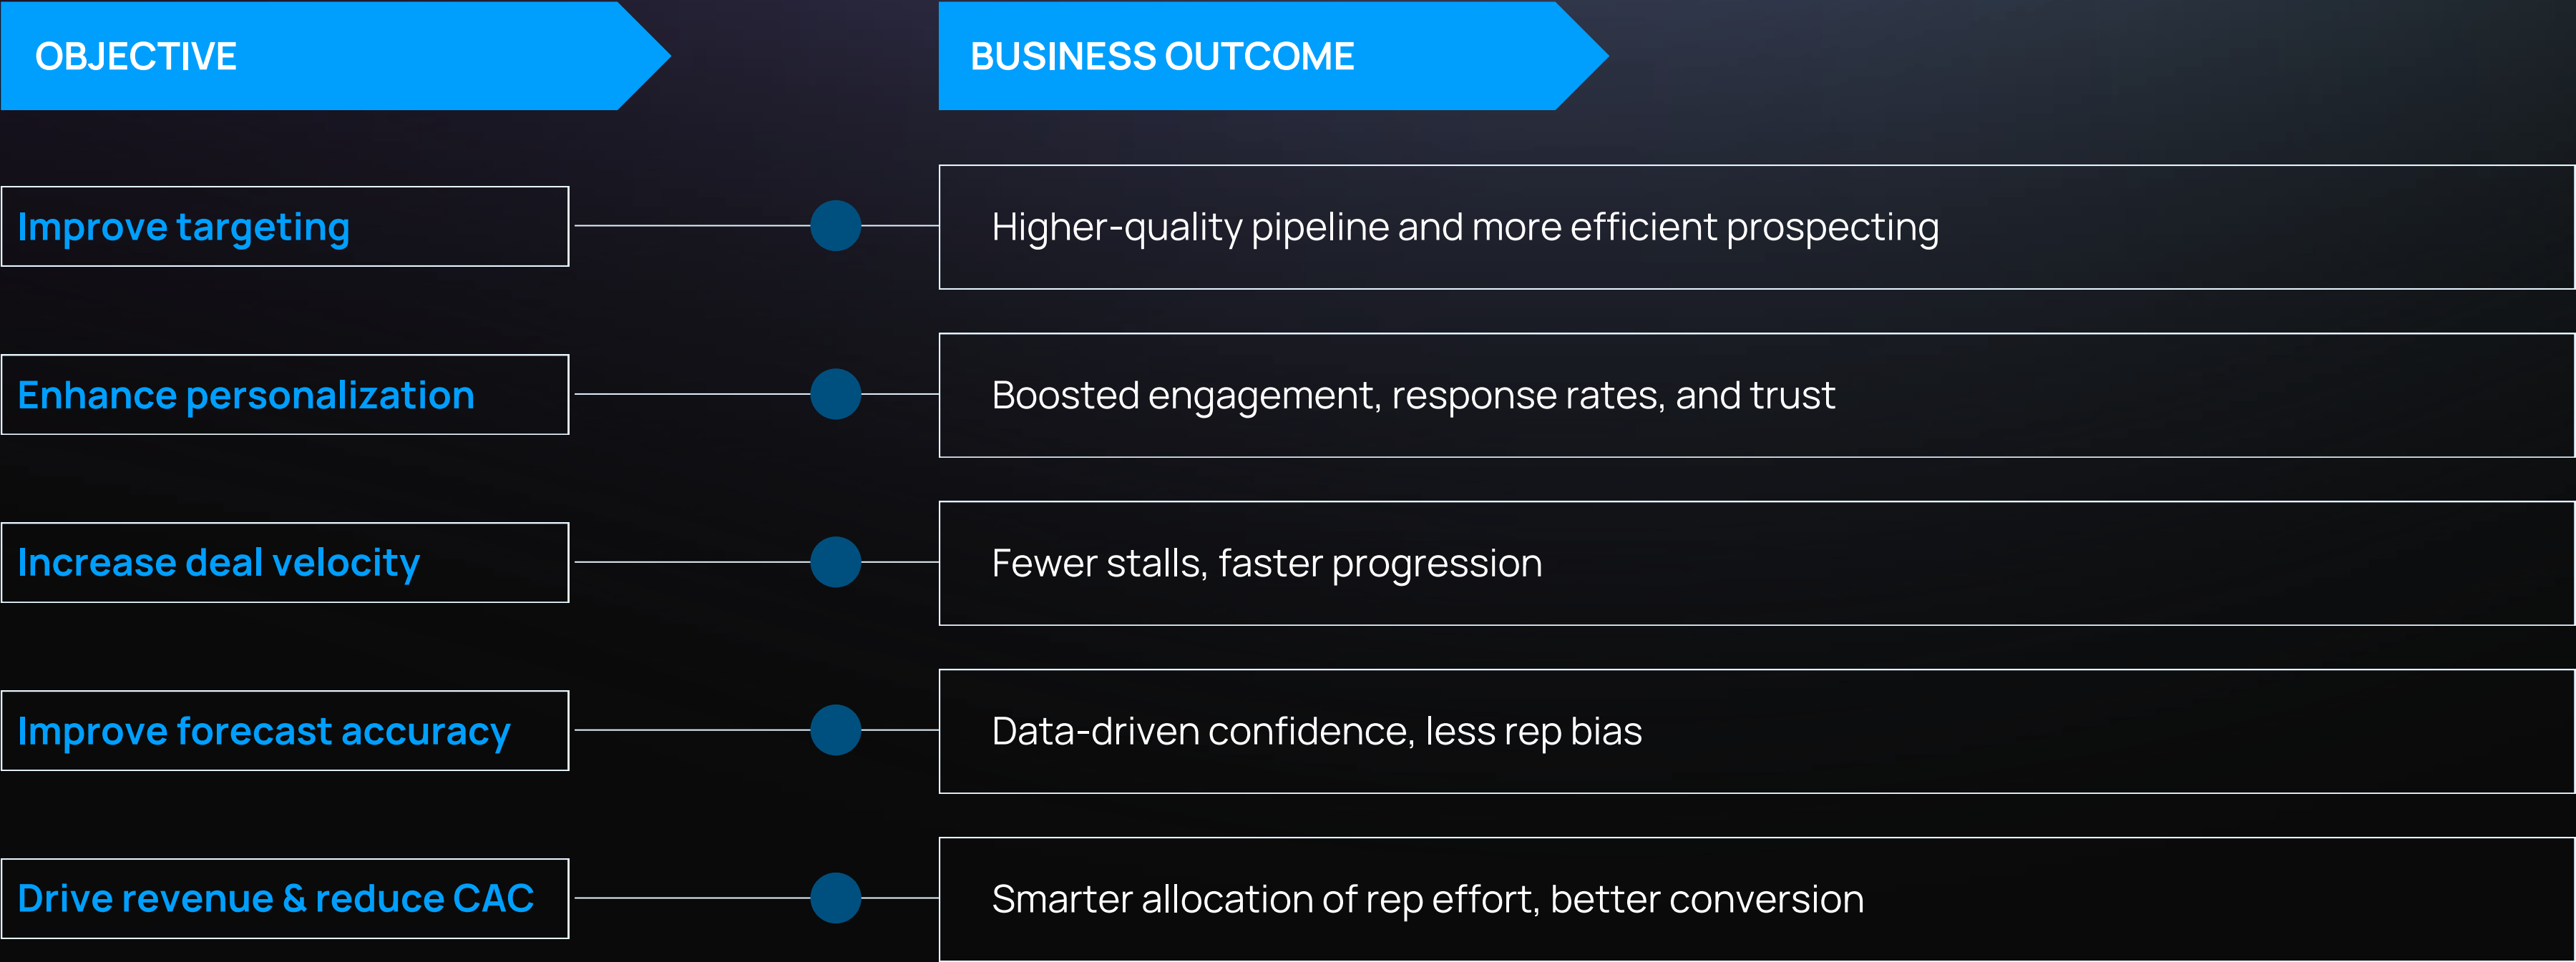 OBJECTIVE
BUSINESS OUTCOME
Improve targeting
Higher-quality pipeline and more efficient prospecting
Enhance personalization
Boosted engagement, response rates, and trust
Increase deal velocity
Fewer stalls, faster progression
Improve forecast accuracy
Data-driven confidence, less rep bias
Drive revenue & reduce CAC
Smarter allocation of rep effort, better conversion